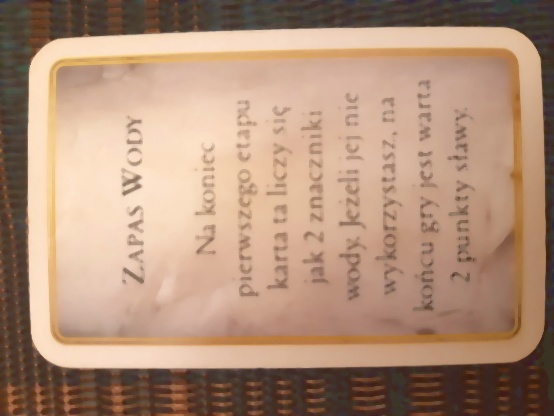 ZAPAS WODY
Na koniec
pierwszego etapu
karta ta liczy się
jak 2 znaczniki
wody. Jeżeli jej nie
wykorzystasz, na
końcu gry jest warta
2 punkty sławy.